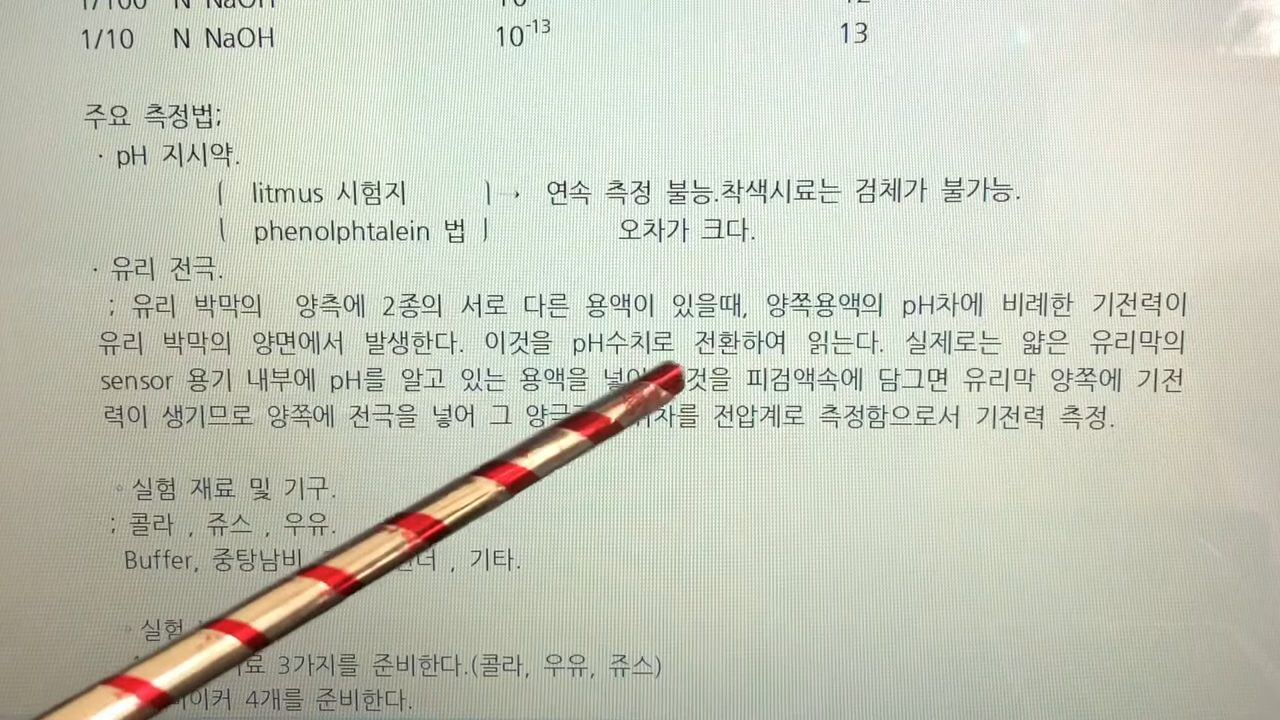 1/100 N NaOH 12
1/10 N NaOH 10-13 13
주요 측정법;
· pH 지시약.
( litmus 시험지 ) → 연속 측정 불능.착색시료는 검체가 불가능.
( phenolphtalein 법 ) 오차가 크다.
· 유리 전극.
; 유리 박막의 양측에 2종의 서로 다른 용액이 있을때, 양쪽용액의 pH차에 비례한 기전력이
유리 박막의 양면에서 발생한다. 이것을 pH수치로 전환하여 읽는다. 실제로는 얇은 유리막의
sensor 용기 내부에 pH를 알고 있는 용액을 피검액속에 담그면 유리막 양쪽에 기전
력이 생기므로 양쪽에 전극을 넣어 그 전압계로 측정함으로서 기전력 측정.
◦ 실험 재료 및 기구.
; 콜라 , 쥬스 , 우유.
Buffer, 중탕남비 , 기타.
◦ 실험
3가지를 준비한다.(콜라, 우유, 쥬스)
4개를 준비한다.